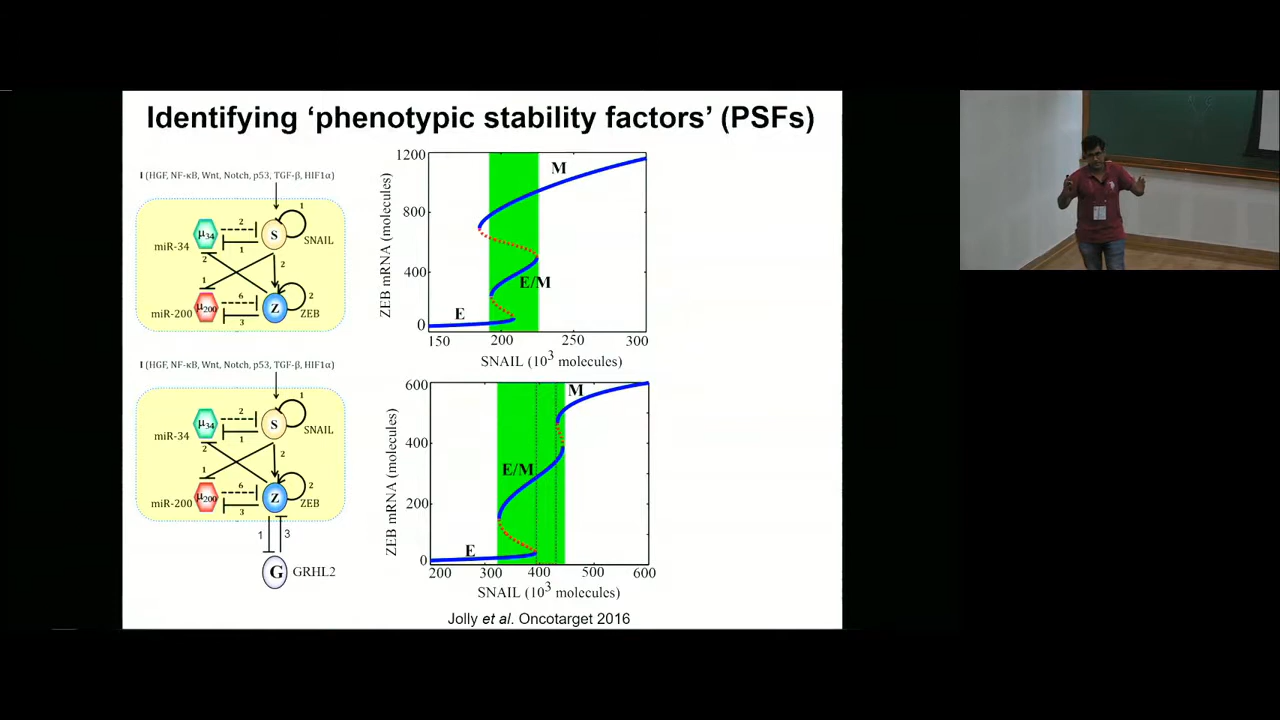 Identifying ‘phenotypic stability factors’ (PSFs)
I (HGF, NF-κB, Wnt, Notch, p53, TGF-β, HIF1α)
μ34
miR-34
S
SNAIL
μ200
miR-200
Z
ZEB
2
1
1
2
2
1
6
3
2
1200
800
400
0
ZEB mRNA (molecules)
M
E/M
E
150
200
250
300
SNAIL (10³ molecules)
I (HGF, NF-κB, Wnt, Notch, p53, TGF-β, HIF1α)
μ34
miR-34
S
SNAIL
μ200
miR-200
Z
ZEB
2
1
1
2
2
1
6
3
2
1
3
G
GRHL2
600
400
200
0
ZEB mRNA (molecules)
M
E/M
E
200
300
400
500
600
SNAIL (10³ molecules)
Jolly et al. Oncotarget 2016